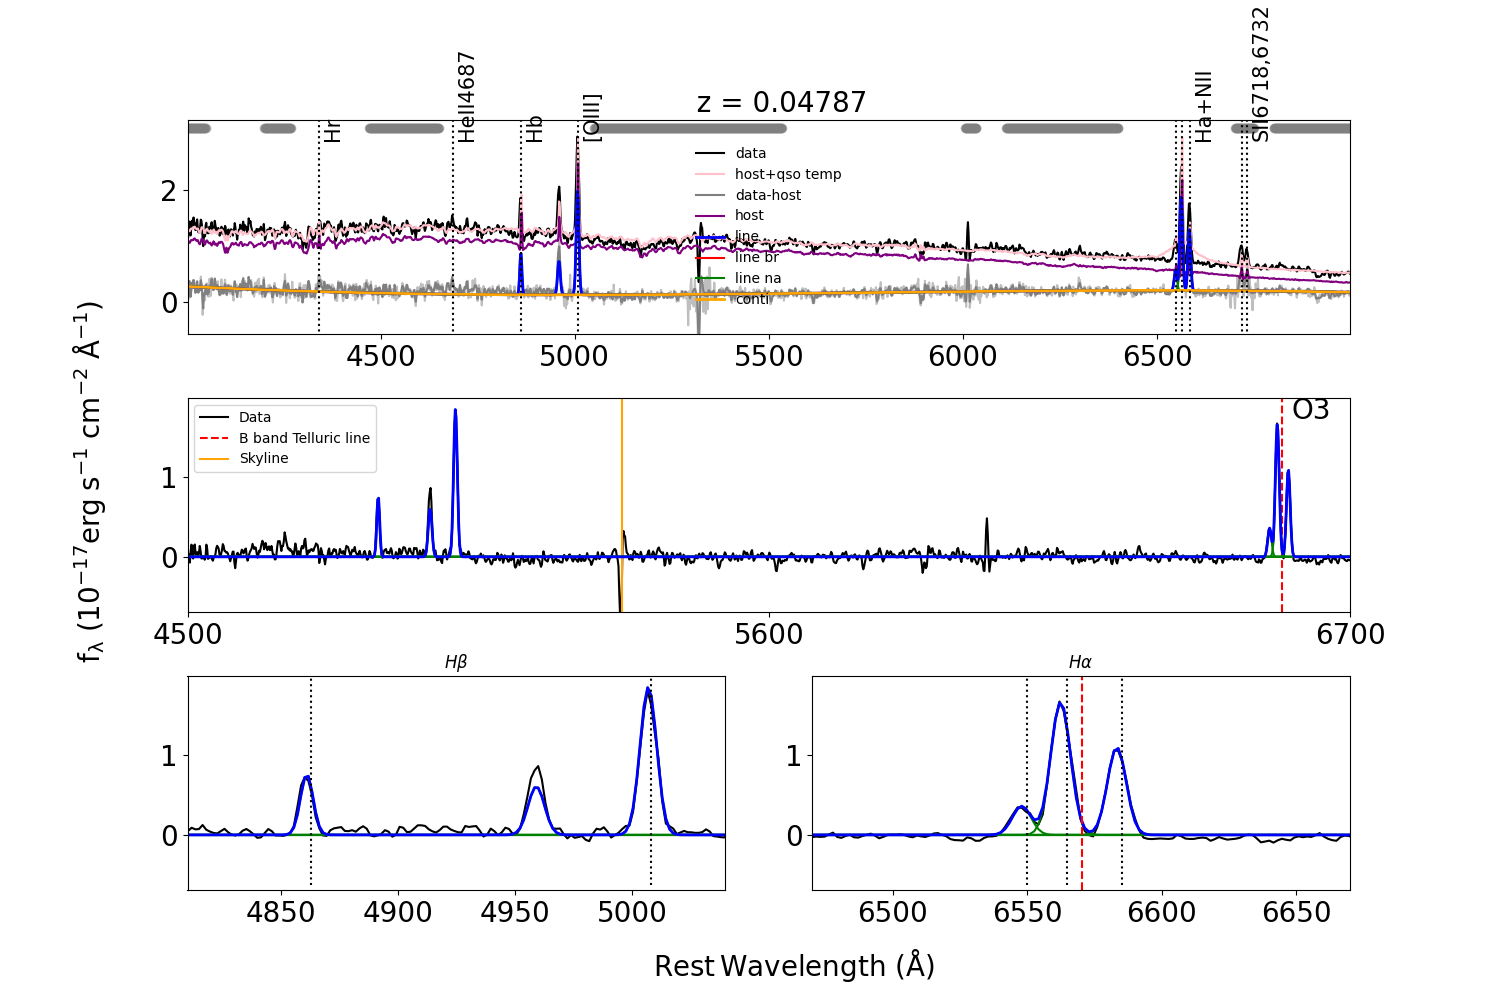 z = 0.04787
Hr
HeII4687
Hb
[OIII]
Ha+NII
SII6718,6732
data
host+qso temp
data-host
host
line
line br
line na
conti
2
0
4500 5000 5500 6000 6500
fλ (10⁻¹⁷erg s⁻¹ cm⁻² Å⁻¹)
Data
B band Telluric line
Skyline
O3
1
0
4500 5600 6700
Hβ
1
0
4850 4900 4950 5000
Hα
1
0
6500 6550 6600 6650
Rest Wavelength (Å)